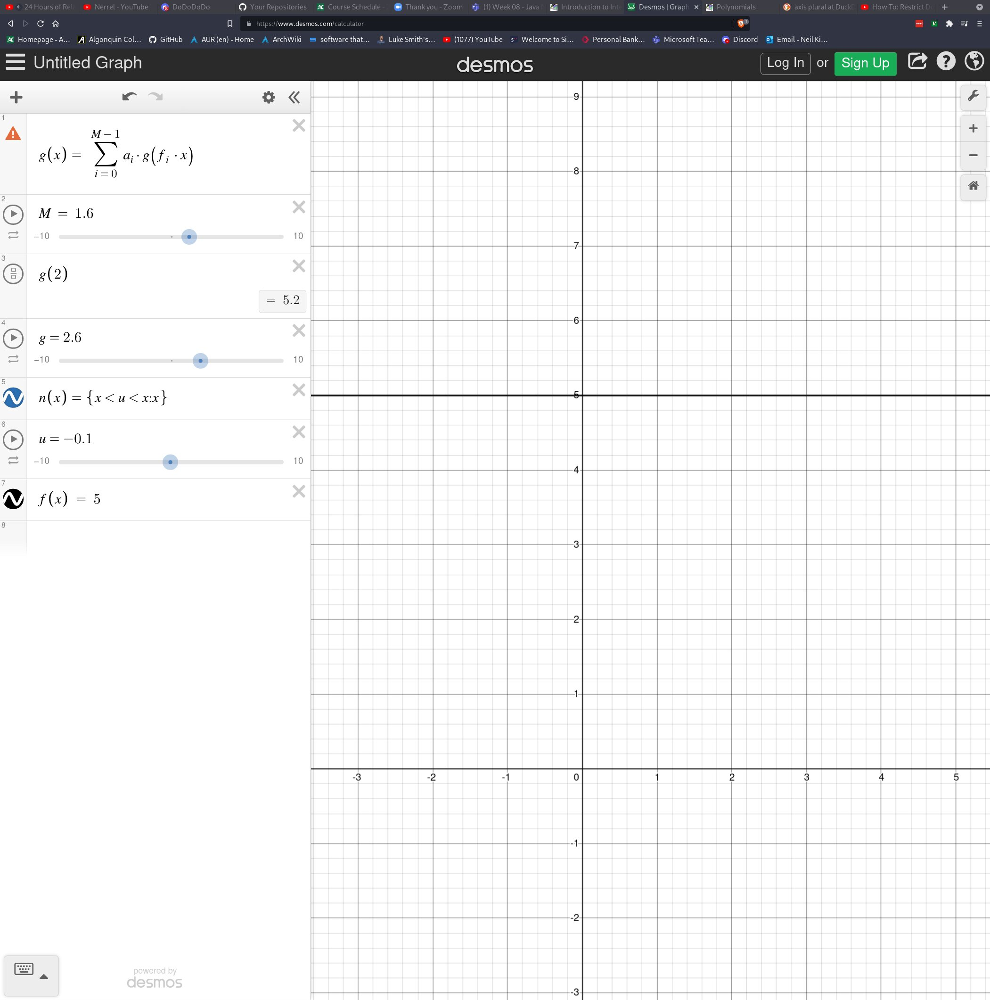 24 Hours of Rel
Nerrel - YouTube
DoDoDoDo
Your Repositories
Course Schedule -
Thank you - Zoom
(1) Week 08 - Java
Introduction to Inte
Desmos | Graph
Polynomials
axis plural at Duck
How To: Restrict D
https://www.desmos.com/calculator
Homepage - A...
Algonquin Col...
GitHub
AUR (en) - Home
ArchWiki
software that...
Luke Smith's...
(1077) YouTube
Welcome to Si...
Personal Bank...
Microsoft Tea...
Discord
Email - Neil Ki...
Untitled Graph
desmos
Log In or Sign Up
1
g(x) = ∑_{i=0}^{M-1} a_i · g(f_i · x)
2
M = 1.6
-10 10
3
g(2)
= 5.2
4
g = 2.6
-10 10
5
n(x) = {x < u < x:x}
6
u = -0.1
-10 10
7
f(x) = 5
8
powered by
desmos
9
8
7
6
5
4
3
2
1
-3 -2 -1 0 1 2 3 4 5
-1
-2
-3